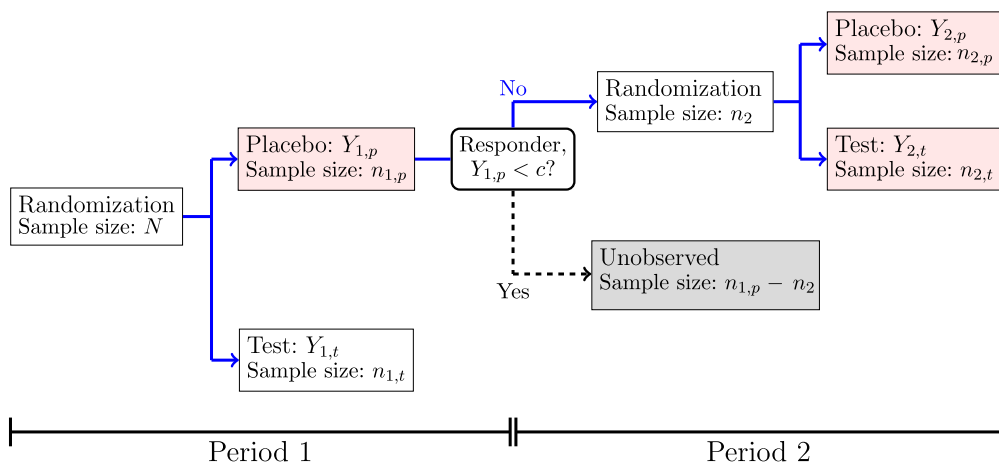 Randomization
Sample size: N
Placebo: Y_{1,p}
Sample size: n_{1,p}
Test: Y_{1,t}
Sample size: n_{1,t}
Responder,
Y_{1,p} < c?
No
Yes
Randomization
Sample size: n_2
Unobserved
Sample size: n_{1,p} − n_2
Placebo: Y_{2,p}
Sample size: n_{2,p}
Test: Y_{2,t}
Sample size: n_{2,t}
Period 1
Period 2